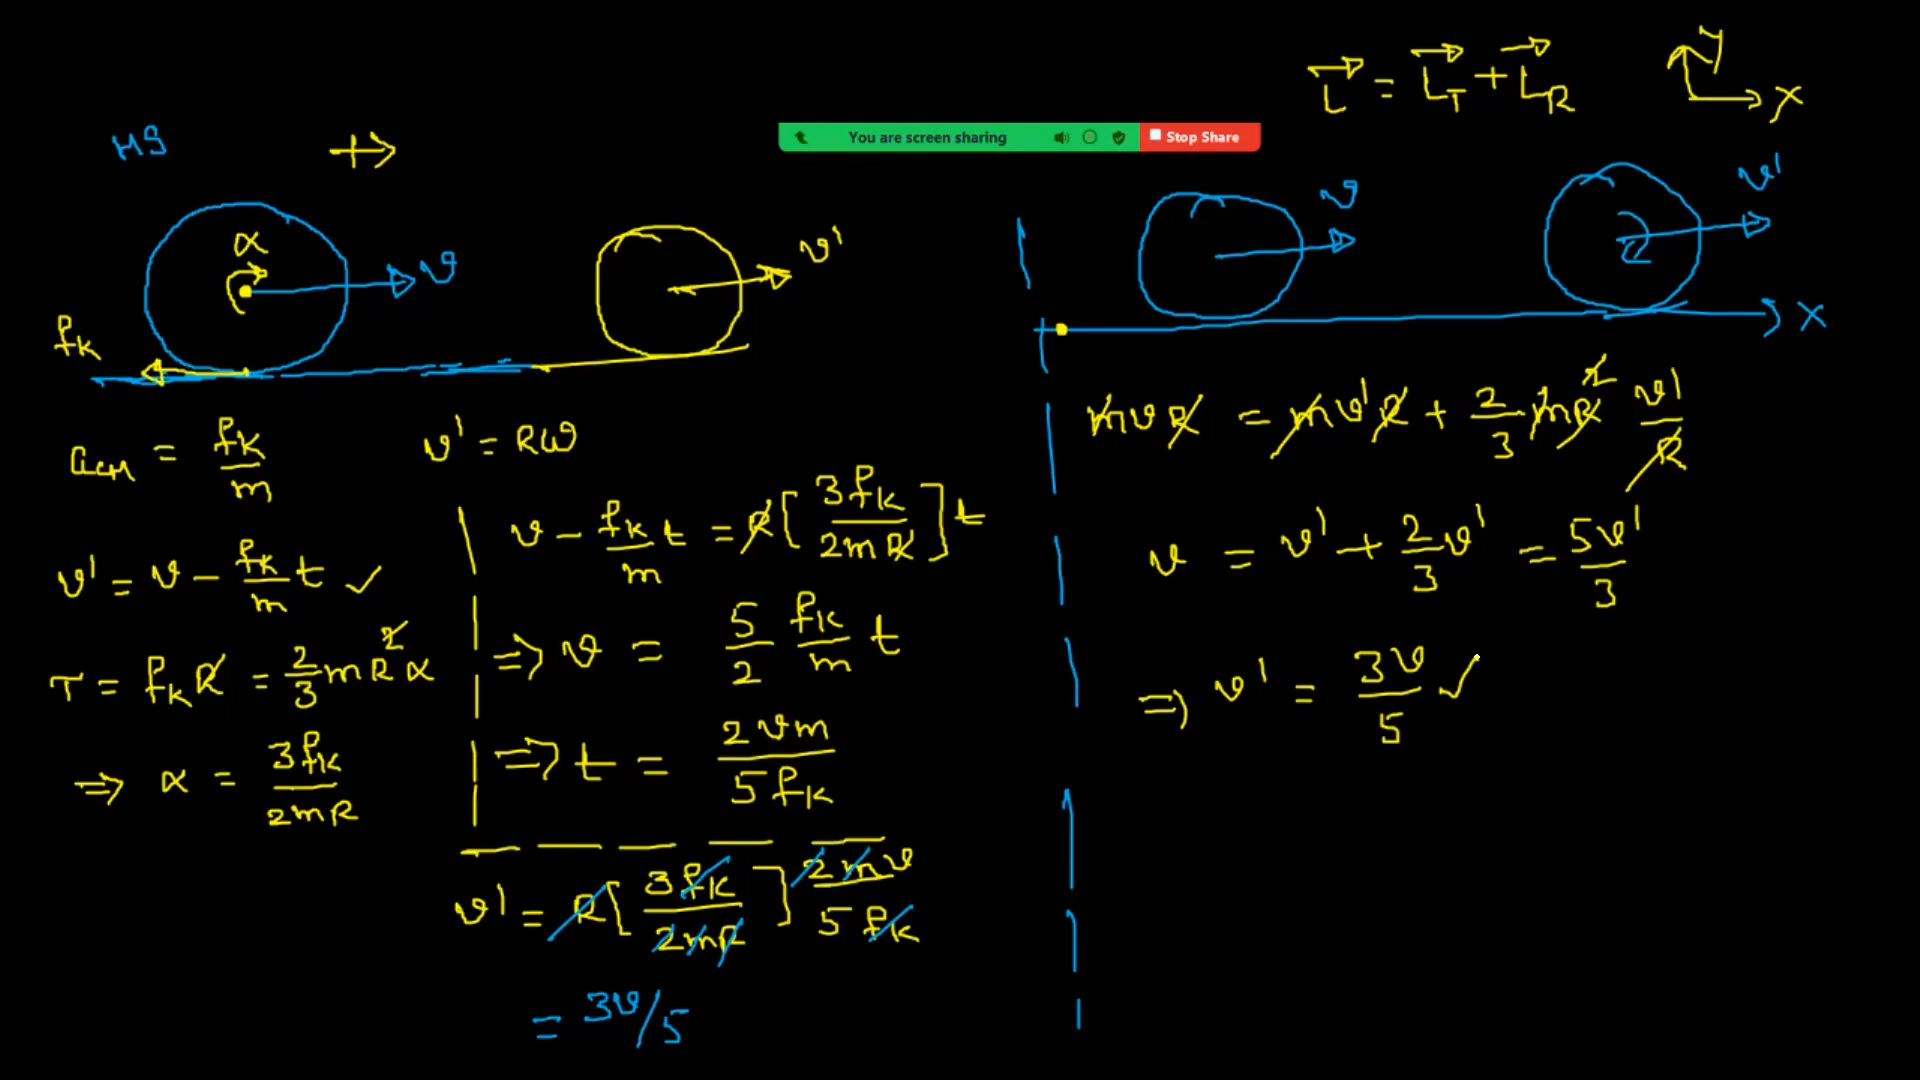 HS
α
v
f_k
v'
a_cm = f_k/m
v' = v - f_k/m t ✓
τ = f_k R = 2/3 mR² α
⇒ α = 3f_k/2mR
v' = Rω
v - f_k/m t = R[3f_k/2mR]t
⇒ v = 5/2 f_k/m t
⇒ t = 2vm/5f_k
v' = R[3f_k/2mR] 2mv/5f_k
= 3v/5
You are screen sharing
Stop Share
L = L_T + L_R
y
x
v
v'
x
mvR = mv'R + 2/3 mR² v'/R
v = v' + 2/3 v' = 5v'/3
⇒ v' = 3v/5 ✓